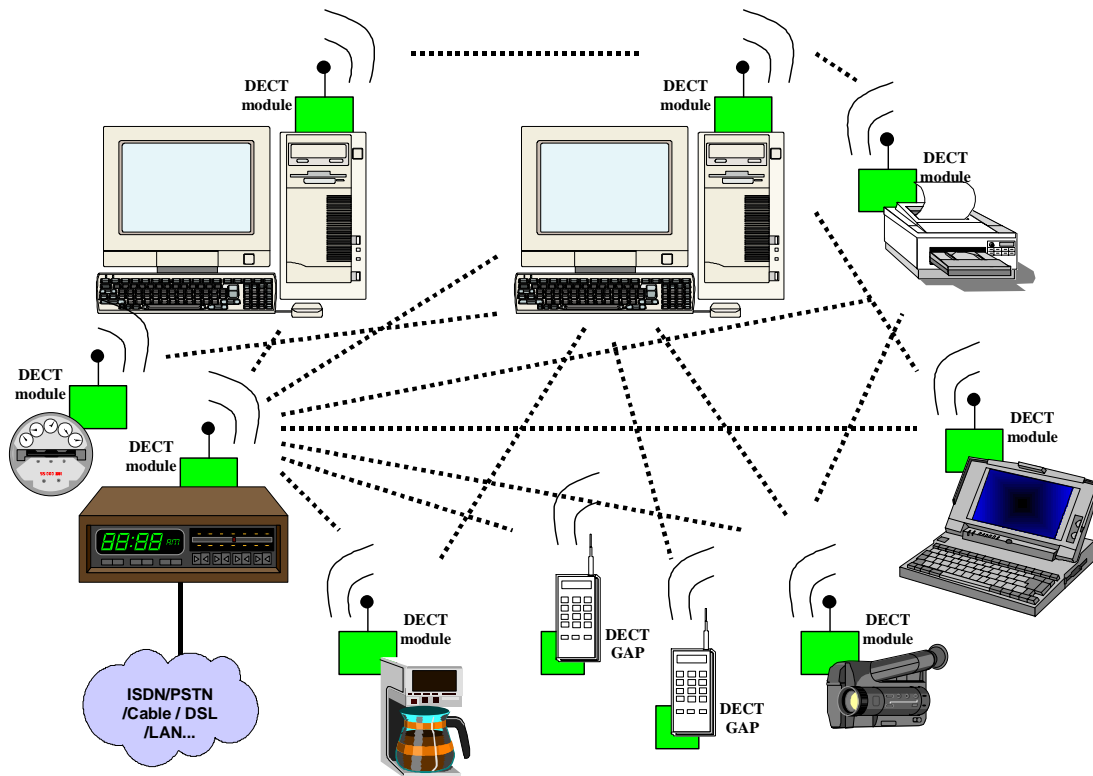 DECT
module
DECT
module
DECT
module
DECT
module
DECT
module
DECT
module
88:88
ISDN/PSTN
/Cable / DSL
/LAN...
DECT
module
DECT
GAP
DECT
GAP
DECT
module